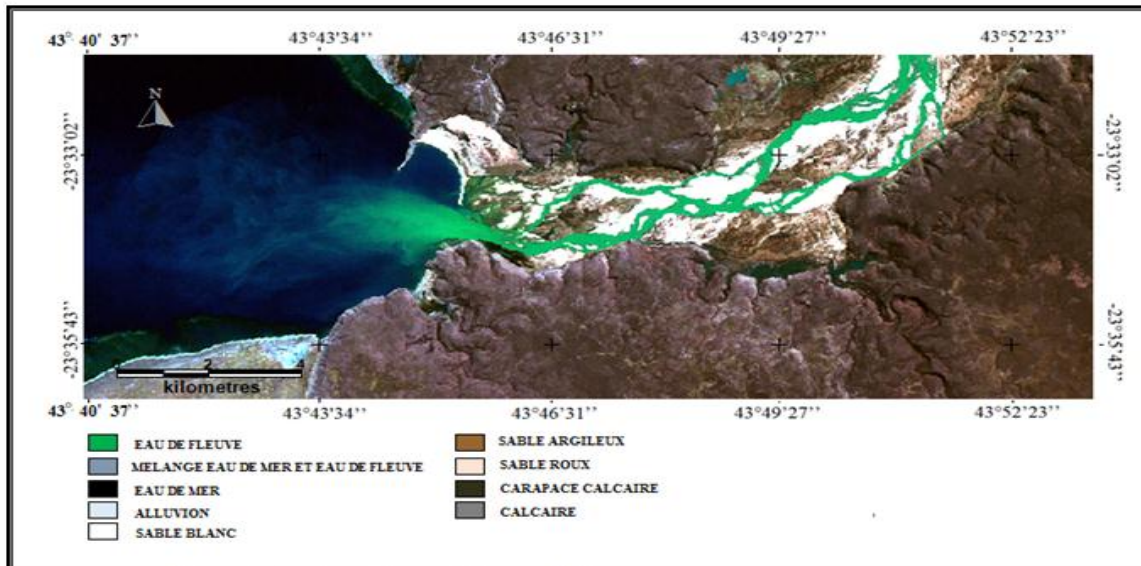 43° 40' 37'' 43°43'34'' 43°46'31'' 43°49'27'' 43°52'23''
N
-23°33'02'' -23°33'02''
-23°35'43'' -23°35'43''
2 4
kilometres
43° 40' 37'' 43°43'34'' 43°46'31'' 43°49'27'' 43°52'23''
EAU DE FLEUVE
MELANGE EAU DE MER ET EAU DE FLEUVE
EAU DE MER
ALLUVION
SABLE BLANC
SABLE ARGILEUX
SABLE ROUX
CARAPACE CALCAIRE
CALCAIRE